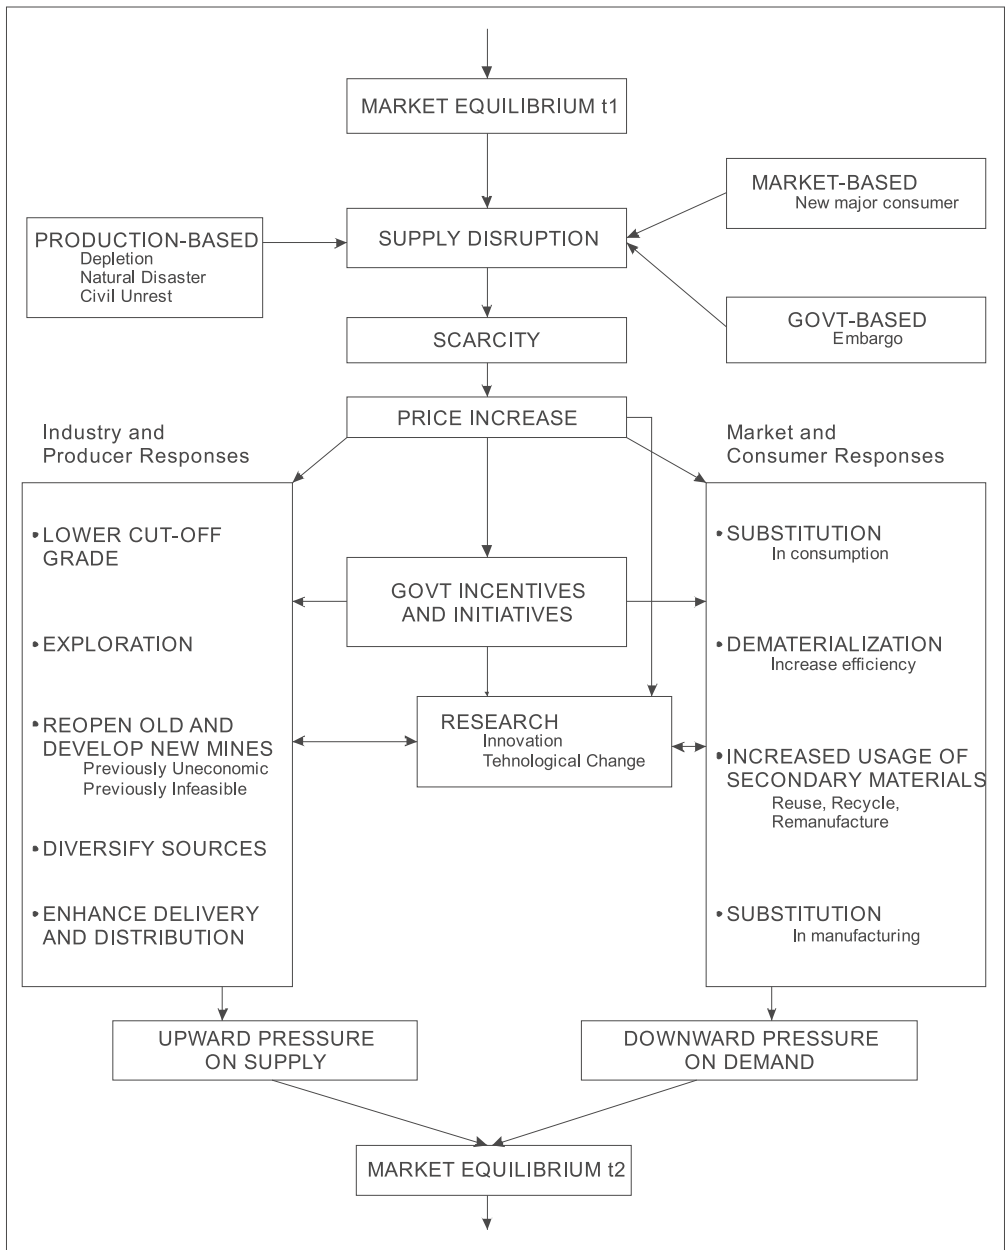 MARKET EQUILIBRIUM t1
MARKET-BASED
New major consumer
PRODUCTION-BASED
Depletion
Natural Disaster
Civil Unrest
SUPPLY DISRUPTION
GOVT-BASED
Embargo
SCARCITY
PRICE INCREASE
Industry and
Producer Responses
Market and
Consumer Responses
•LOWER CUT-OFF
GRADE
•EXPLORATION
•REOPEN OLD AND
DEVELOP NEW MINES
Previously Uneconomic
Previously Infeasible
•DIVERSIFY SOURCES
•ENHANCE DELIVERY
AND DISTRIBUTION
GOVT INCENTIVES
AND INITIATIVES
RESEARCH
Innovation
Tehnological Change
•SUBSTITUTION
In consumption
•DEMATERIALIZATION
Increase efficiency
•INCREASED USAGE OF
SECONDARY MATERIALS
Reuse, Recycle,
Remanufacture
•SUBSTITUTION
In manufacturing
UPWARD PRESSURE
ON SUPPLY
DOWNWARD PRESSURE
ON DEMAND
MARKET EQUILIBRIUM t2